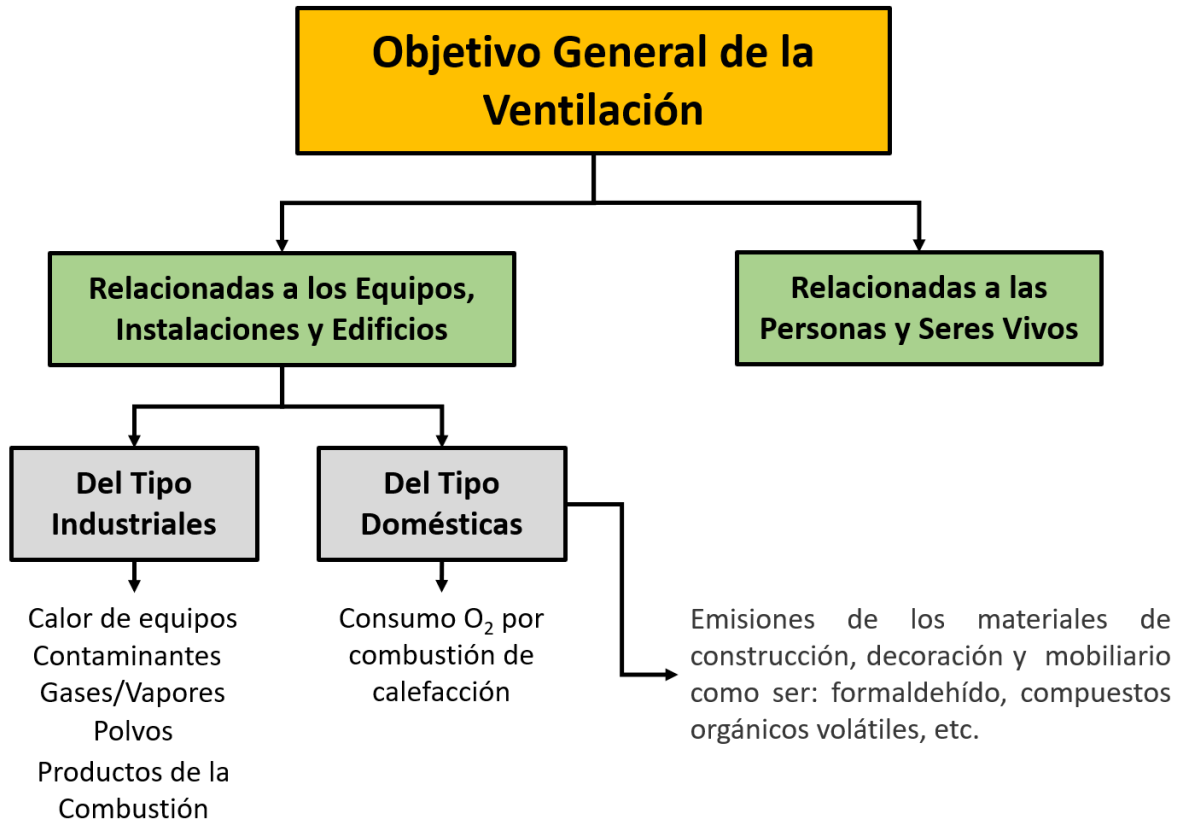 Objetivo General de la
Ventilación
Relacionadas a los Equipos,
Instalaciones y Edificios
Relacionadas a las
Personas y Seres Vivos
Del Tipo
Industriales
Del Tipo
Domésticas
Calor de equipos
Contaminantes
Gases/Vapores
Polvos
Productos de la
Combustión
Consumo O₂ por
combustión de
calefacción
Emisiones de los materiales de
construcción, decoración y mobiliario
como ser: formaldehído, compuestos
orgánicos volátiles, etc.